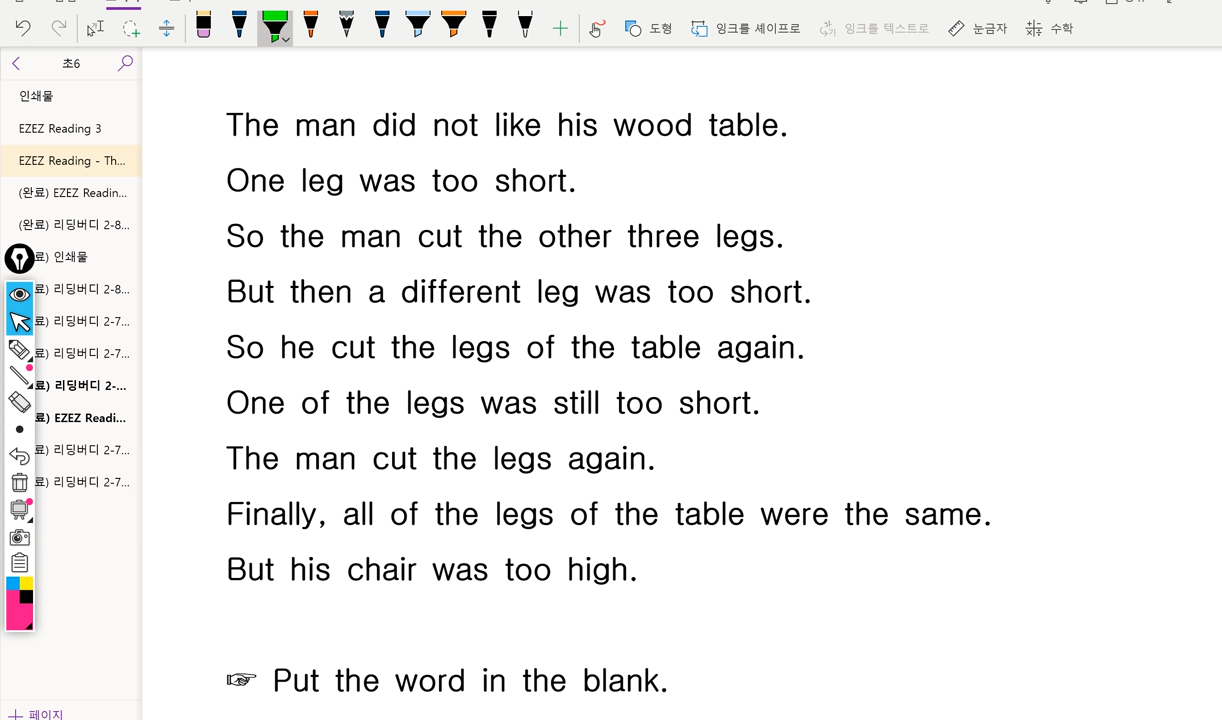 도형 잉크를 셰이프로 잉크를 텍스트로 눈금자 수학
초6
인쇄물
EZEZ Reading 3
EZEZ Reading - Th...
(완료) EZEZ Readin...
(완료) 리딩버디 2-8...
료) 인쇄물
료) 리딩버디 2-8...
료) 리딩버디 2-7...
료) 리딩버디 2-7...
료) 리딩버디 2-...
료) EZEZ Readi...
료) 리딩버디 2-7...
료) 리딩버디 2-7...
페이지
The man did not like his wood table.
One leg was too short.
So the man cut the other three legs.
But then a different leg was too short.
So he cut the legs of the table again.
One of the legs was still too short.
The man cut the legs again.
Finally, all of the legs of the table were the same.
But his chair was too high.
☞ Put the word in the blank.